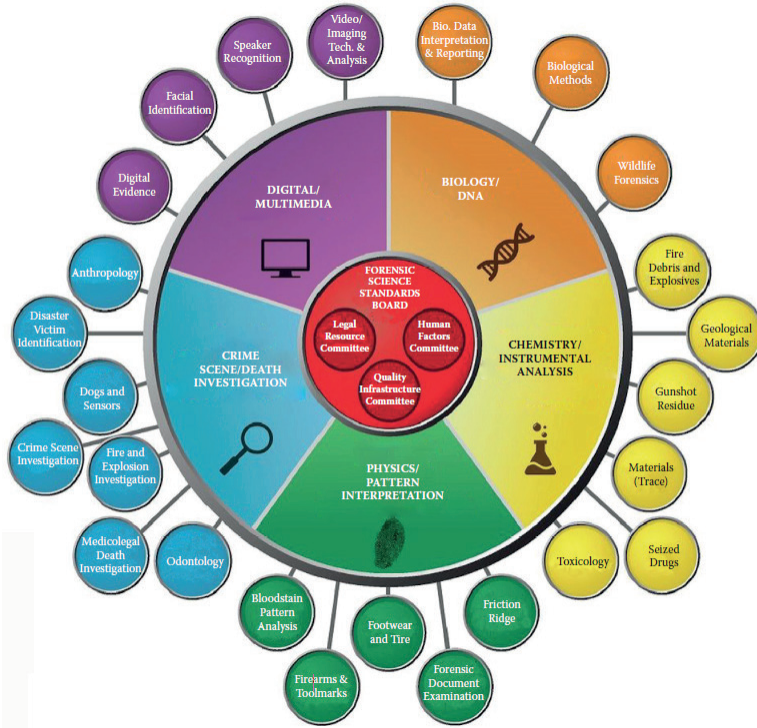 Video/
Imaging
Tech. &
Analysis
Bio. Data
Interpretation
& Reporting
Speaker
Recognition
Biological
Methods
Facial
Identification
Wildlife
Forensics
Digital
Evidence
DIGITAL/
MULTIMEDIA
BIOLOGY/
DNA
Anthropology
Fire
Debris and
Explosives
Disaster
Victim
Identification
Geological
Materials
FORENSIC
SCIENCE
STANDARDS
BOARD
Legal
Resource
Committee
Human
Factors
Committee
Quality
Infrastructure
Committee
CRIME
SCENE/DEATH
INVESTIGATION
CHEMISTRY/
INSTRUMENTAL
ANALYSIS
Dogs and
Sensors
Gunshot
Residue
Crime Scene
Investigation
Fire and
Explosion
Investigation
Materials
(Trace)
PHYSICS/
PATTERN
INTERPRETATION
Medicolegal
Death
Investigation
Odontology
Toxicology
Seized
Drugs
Bloodstain
Pattern
Analysis
Friction
Ridge
Footwear
and Tire
Firearms &
Toolmarks
Forensic
Document
Examination